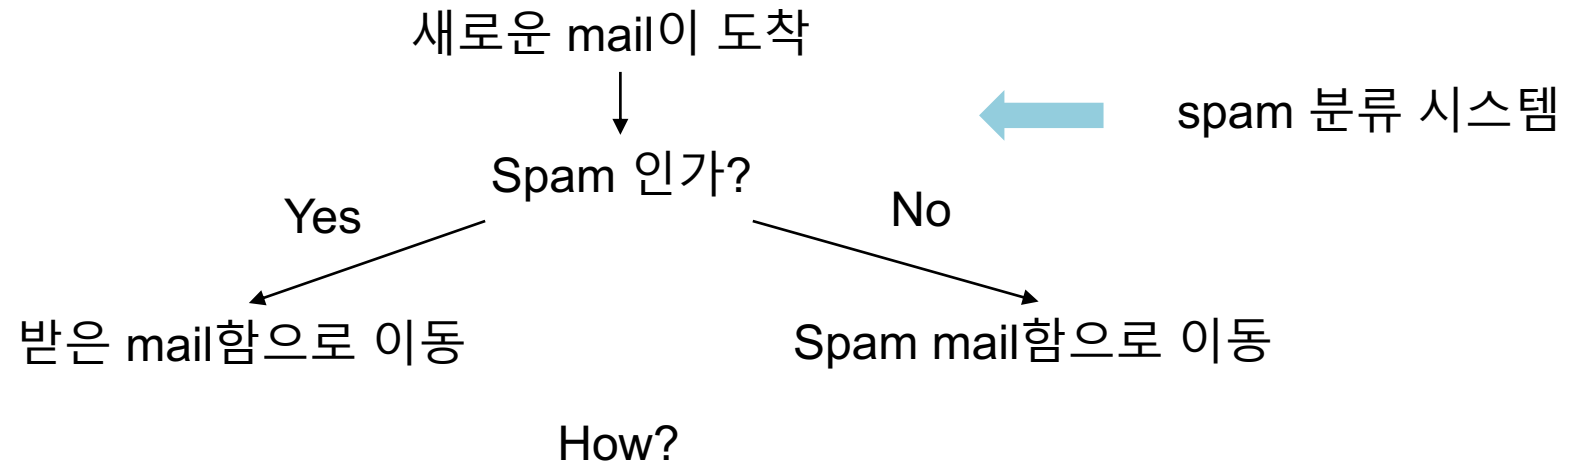 새로운 mail이 도착
spam 분류 시스템
Spam 인가?
Yes
No
받은 mail함으로 이동
Spam mail함으로 이동
How?